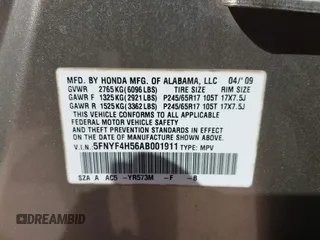 MFD. BY HONDA MFG. OF ALABAMA, LLC 04/'09
GVWR 2765KG(6096LBS) TIRE SIZE RIM SIZE
GAWR F 1325KG(2921LBS) P245/65R17 105T 17X7.5J
GAWR R 1525KG(3362LBS) P245/65R17 105T 17X7.5J
THIS VEHICLE CONFORMS TO ALL APPLICABLE
FEDERAL MOTOR VEHICLE SAFETY AND THEFT
PREVENTION STANDARDS IN EFFECT ON THE DATE
OF MANUFACTURE SHOWN ABOVE.
V.I.N. 5FNYF4H56AB001911 TYPE: MPV
SZA A AC5 -YR573M -F -B
DREAMBID